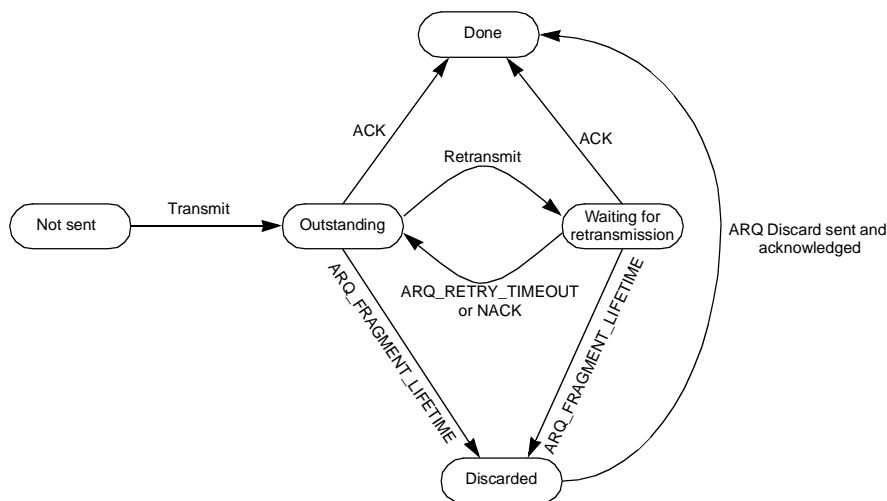 Done
ACK
ACK
Retransmit
Transmit
Not sent
Outstanding
Waiting for
retransmission
ARQ Discard sent and
acknowledged
ARQ_RETRY_TIMEOUT
or NACK
ARQ_FRAGMENT_LIFETIME
ARQ_FRAGMENT_LIFETIME
Discarded